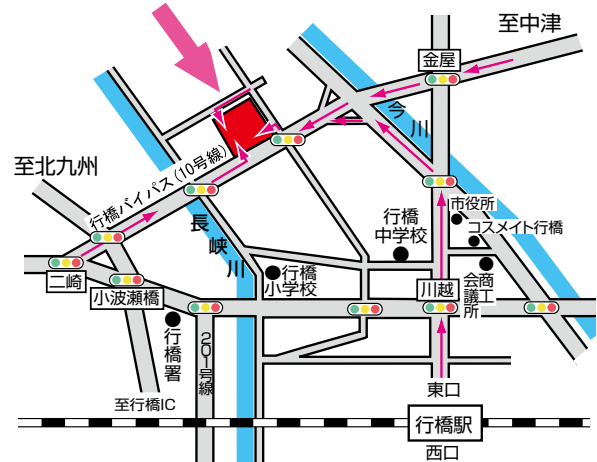 至中津
金屋
今川
至北九州
行橋バイパス(10号線)
長峡川
市役所
コスメイト行橋
行橋
中学校
行橋
小学校
商工
会議所
二崎
小波瀬橋
川越
行橋署
201号線
至行橋IC
東口
行橋駅
西口